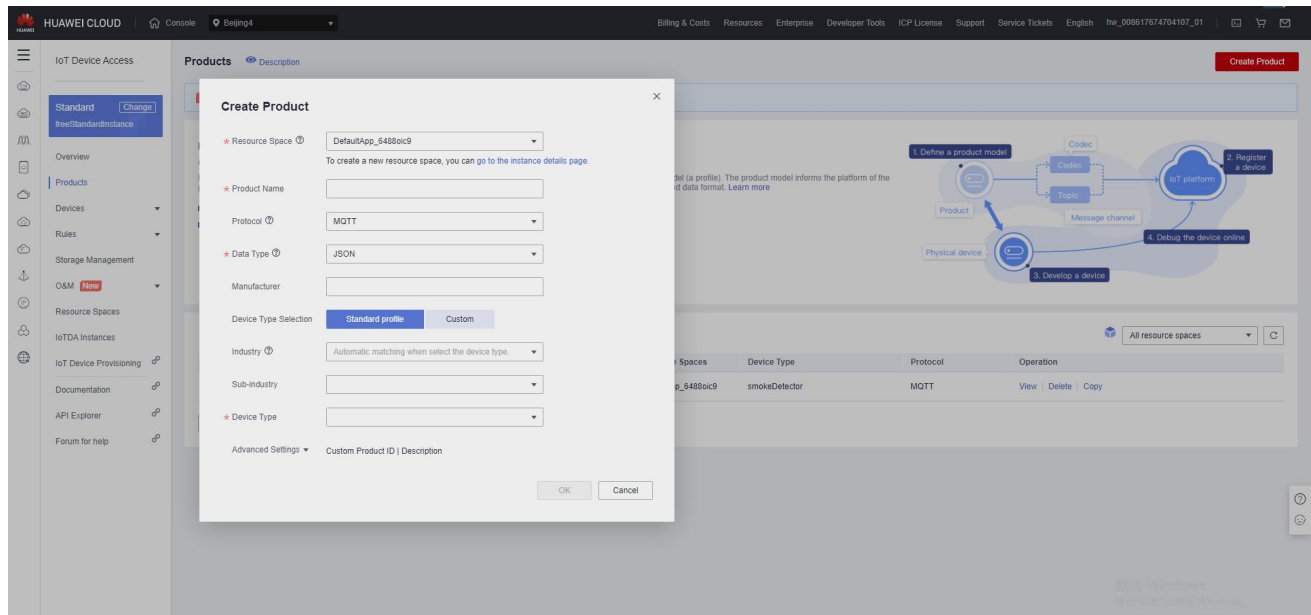 HUAWEI
HUAWEI CLOUD
Console
Beijing4
Billing & Costs
Resources
Enterprise
Developer Tools
ICP License
Support
Service Tickets
English
hw_008617674704107_01
IoT Device Access
Standard
Change
freeStandardInstance
Overview
Products
Devices
Rules
Storage Management
O&M New
Resource Spaces
IoTDA Instances
IoT Device Provisioning
Documentation
API Explorer
Forum for help
Products
Description
Create Product
Create Product
Resource Space
DefaultApp_6488oic9
To create a new resource space, you can go to the instance details page.
Product Name
Protocol
MQTT
Data Type
JSON
Manufacturer
Device Type Selection
Standard profile
Custom
Industry
Automatic matching when select the device type.
Sub-industry
Device Type
Advanced Settings
Custom Product ID | Description
OK
Cancel
(a profile). The product model informs the platform of the
data format. Learn more
1. Define a product model
Codec
Codec
Topic
IoT platform
2. Register
a device
Product
Message channel
4. Debug the device online
Physical device
3. Develop a device
All resource spaces
Spaces
Device Type
Protocol
Operation
_6488oic9
smokeDetector
MQTT
View | Delete | Copy
激活 Windows